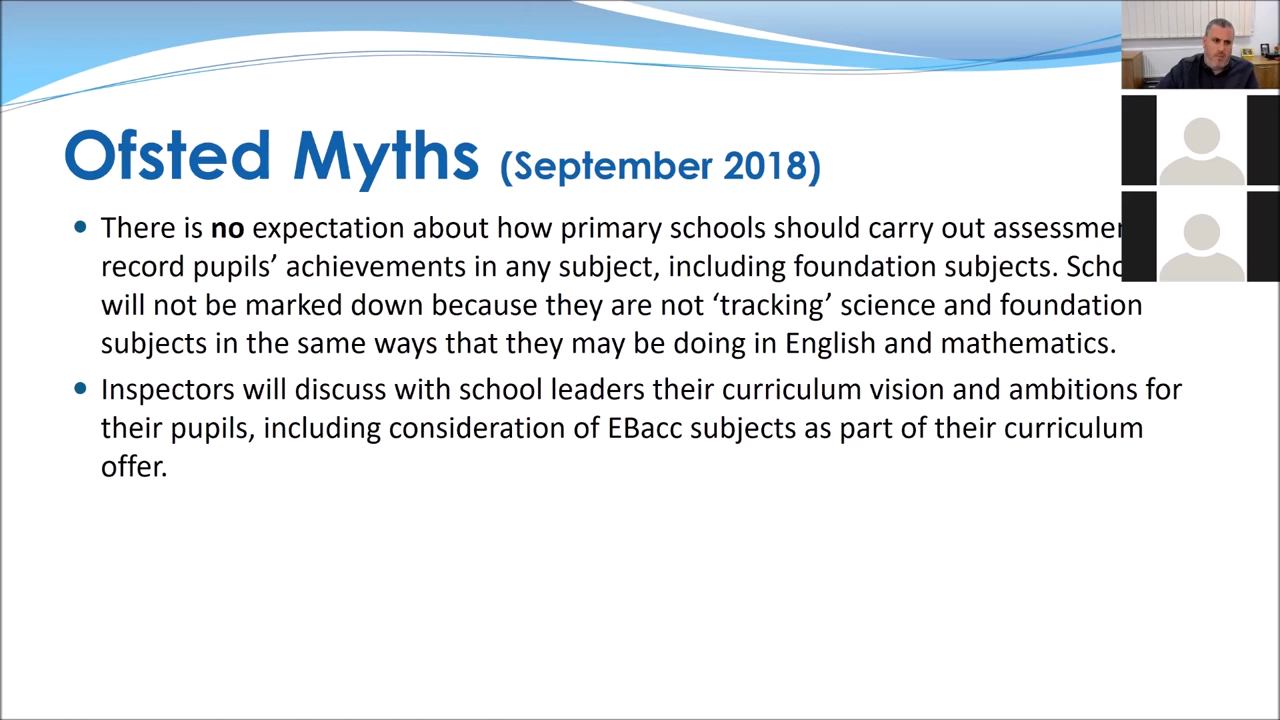 Ofsted Myths (September 2018)
• There is no expectation about how primary schools should carry out
record pupils’ achievements in any subject, including foundation subjects.
will not be marked down because they are not ‘tracking’ science and foundation
subjects in the same ways that they may be doing in English and mathematics.
• Inspectors will discuss with school leaders their curriculum vision and ambitions for
their pupils, including consideration of EBacc subjects as part of their curriculum
offer.